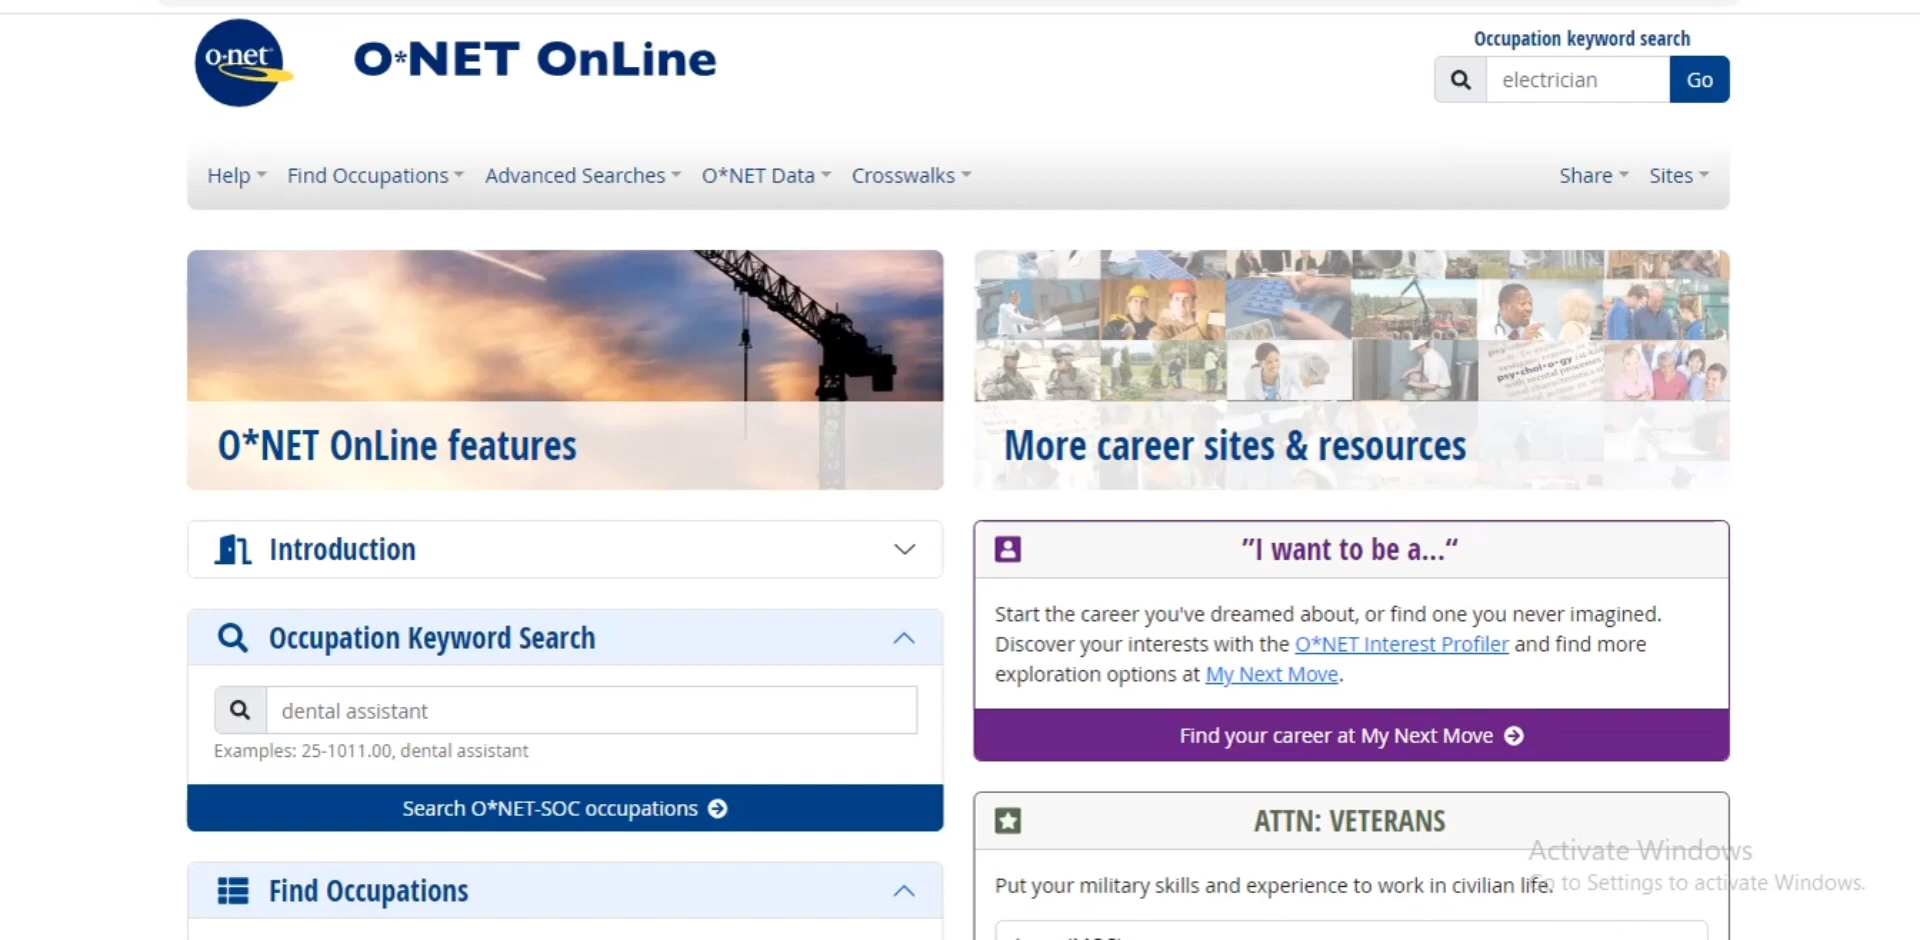 o·net
O*NET OnLine
Occupation keyword search
electrician
Go
Help
Find Occupations
Advanced Searches
O*NET Data
Crosswalks
Share
Sites
O*NET OnLine features
psy•chol•o•gy
More career sites & resources
Introduction
Occupation Keyword Search
dental assistant
Examples: 25-1011.00, dental assistant
Search O*NET-SOC occupations
Find Occupations
”I want to be a...“
Start the career you've dreamed about, or find one you never imagined.
Discover your interests with the O*NET Interest Profiler and find more
exploration options at My Next Move.
Find your career at My Next Move
ATTN: VETERANS
Put your military skills and experience to work in civilian life.
Activate Windows
Go to Settings to activate Windows.